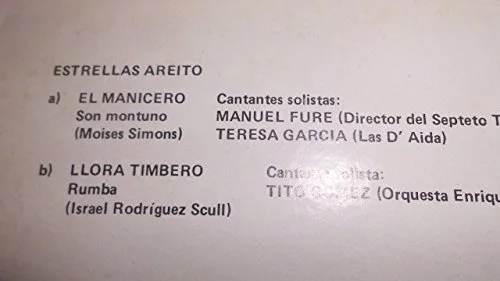 ESTRELLAS AREITO
a) EL MANICERO Cantantes solistas:
Son montuno MANUEL FURE (Director del Septeto T
(Moises Simons) TERESA GARCIA (Las D' Aida)
b) LLORA TIMBERO Cantante solista:
Rumba TITO GOMEZ (Orquesta Enriqu
(Israel Rodríguez Scull)